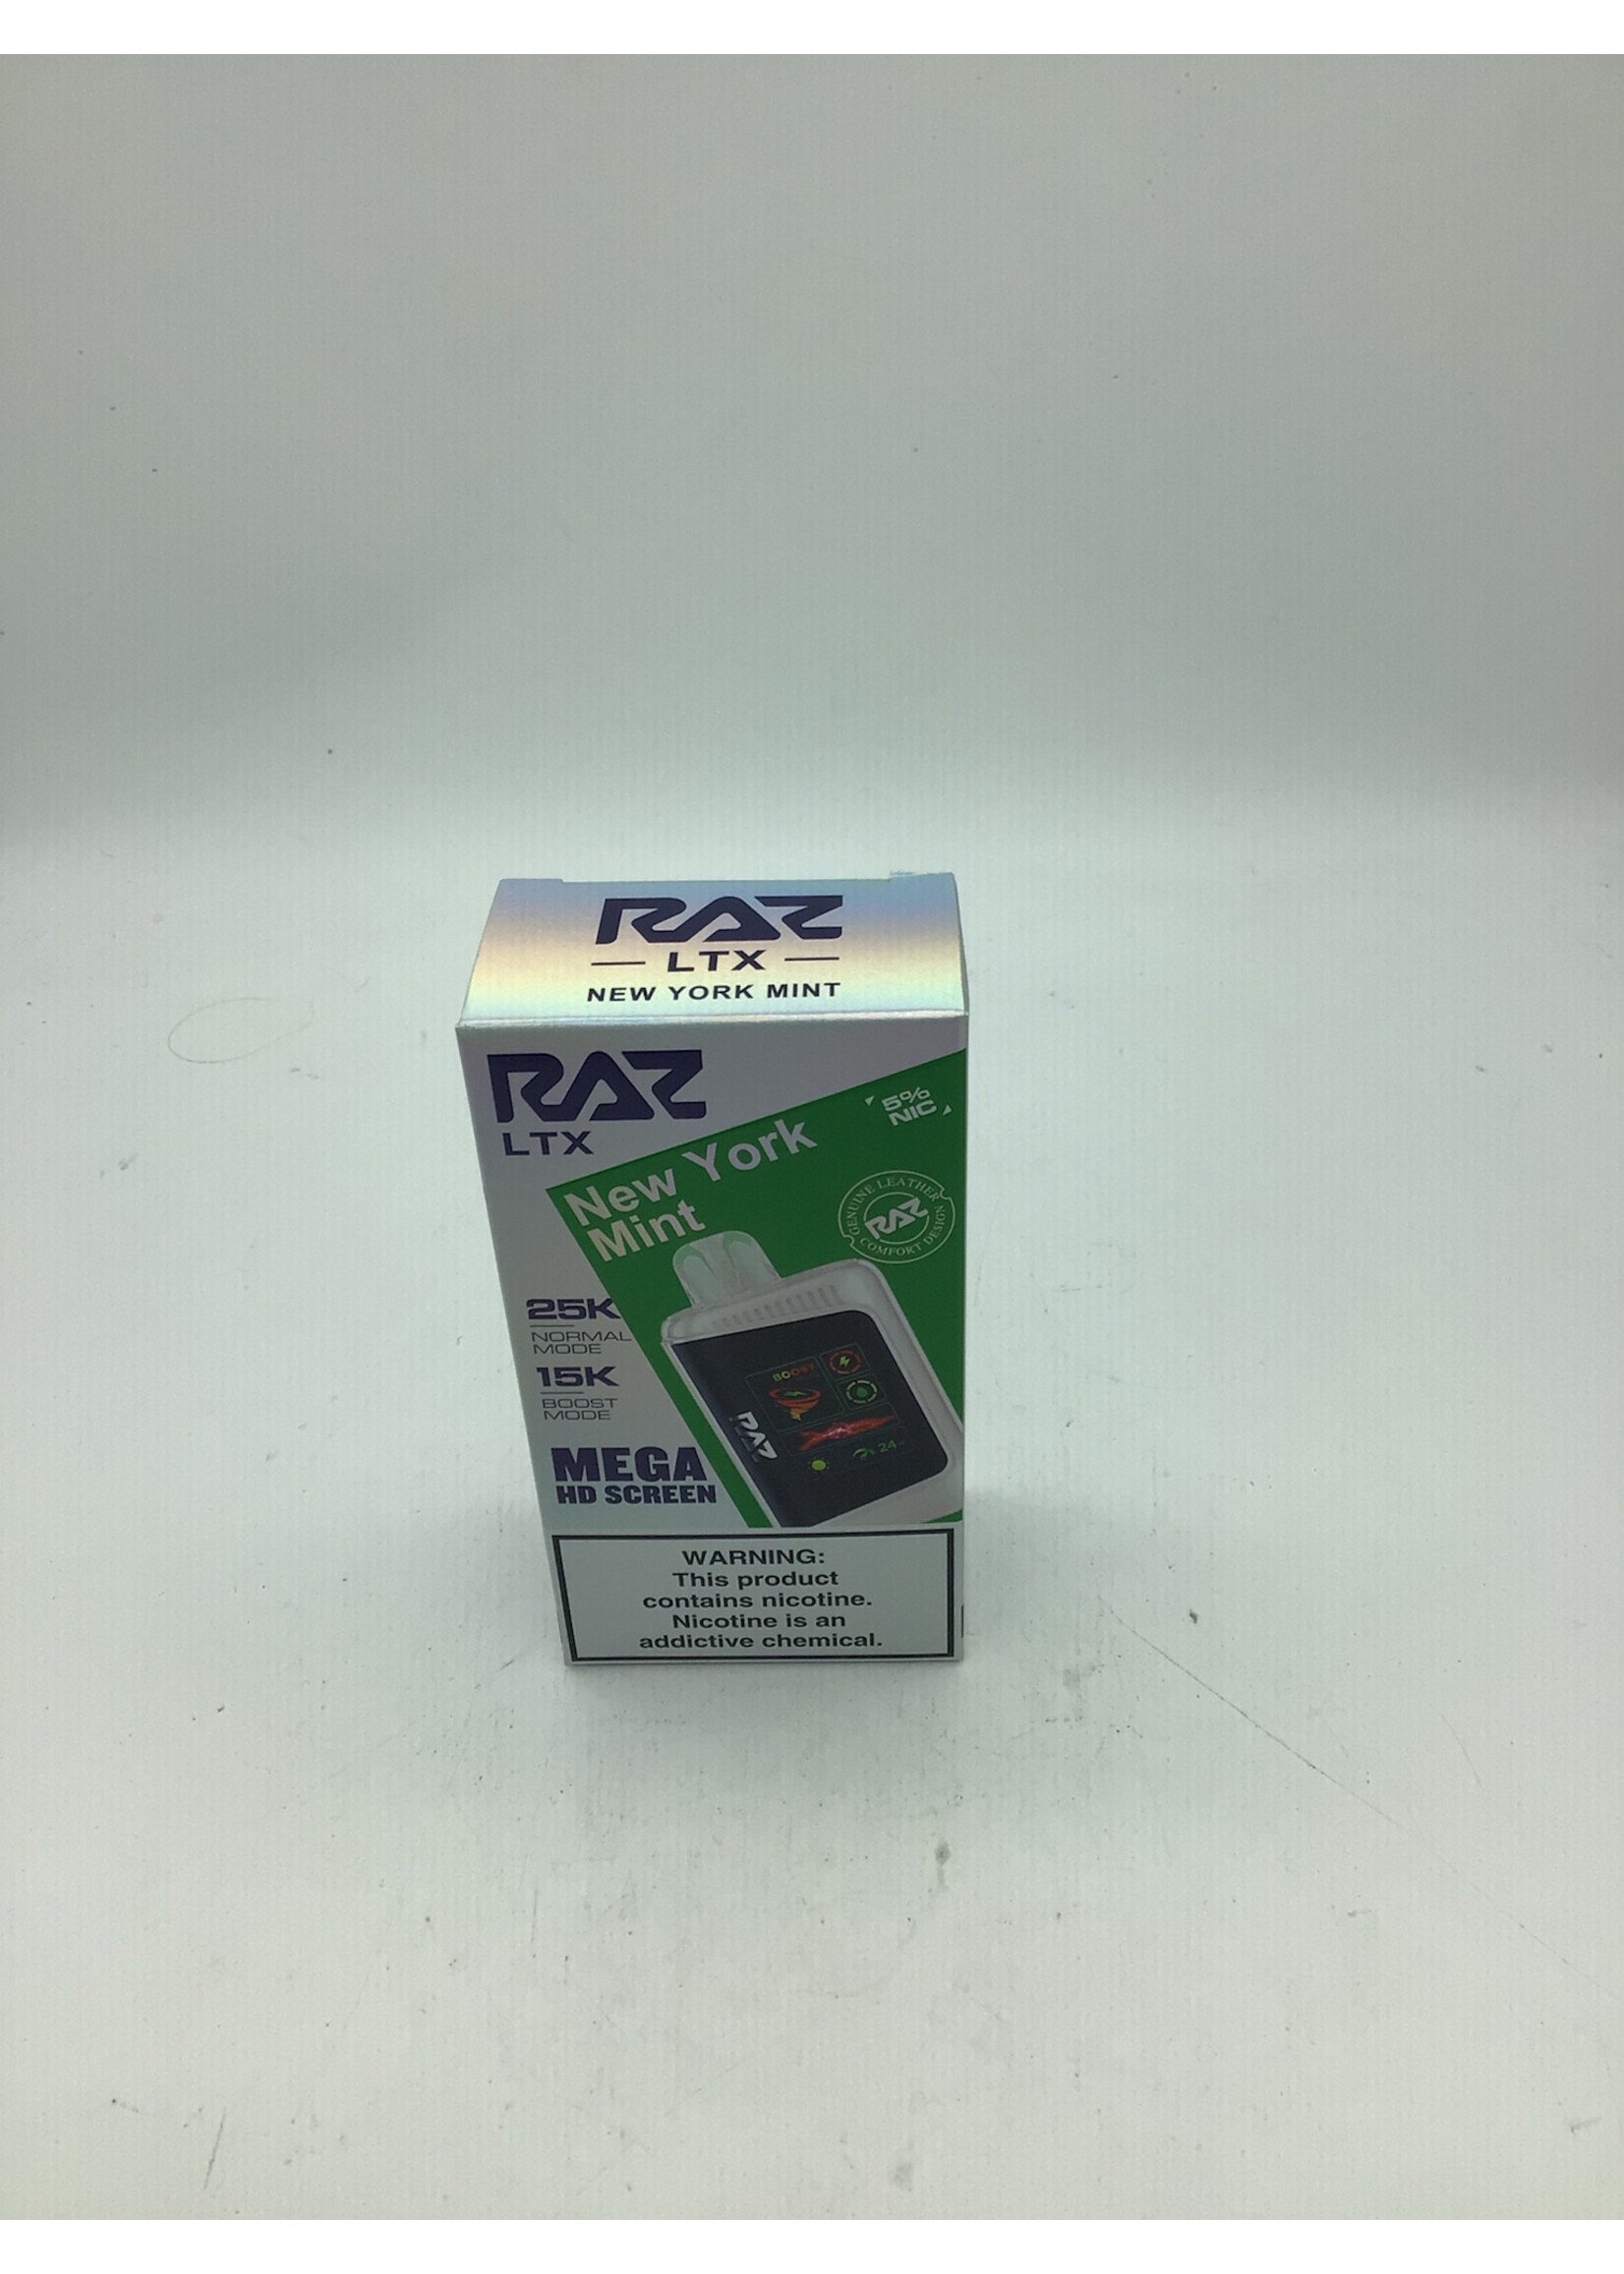 RAZ
LTX
NEW YORK MINT
RAZ
LTX
5%
NIC
New York
Mint
GENUINE LEATHER
RAZ
COMFORT DESIGN
25K
NORMAL
MODE
15K
BOOST
MODE
MEGA
HD SCREEN
BOOST
RAZ
24
WARNING:
This product
contains nicotine.
Nicotine is an
addictive chemical.